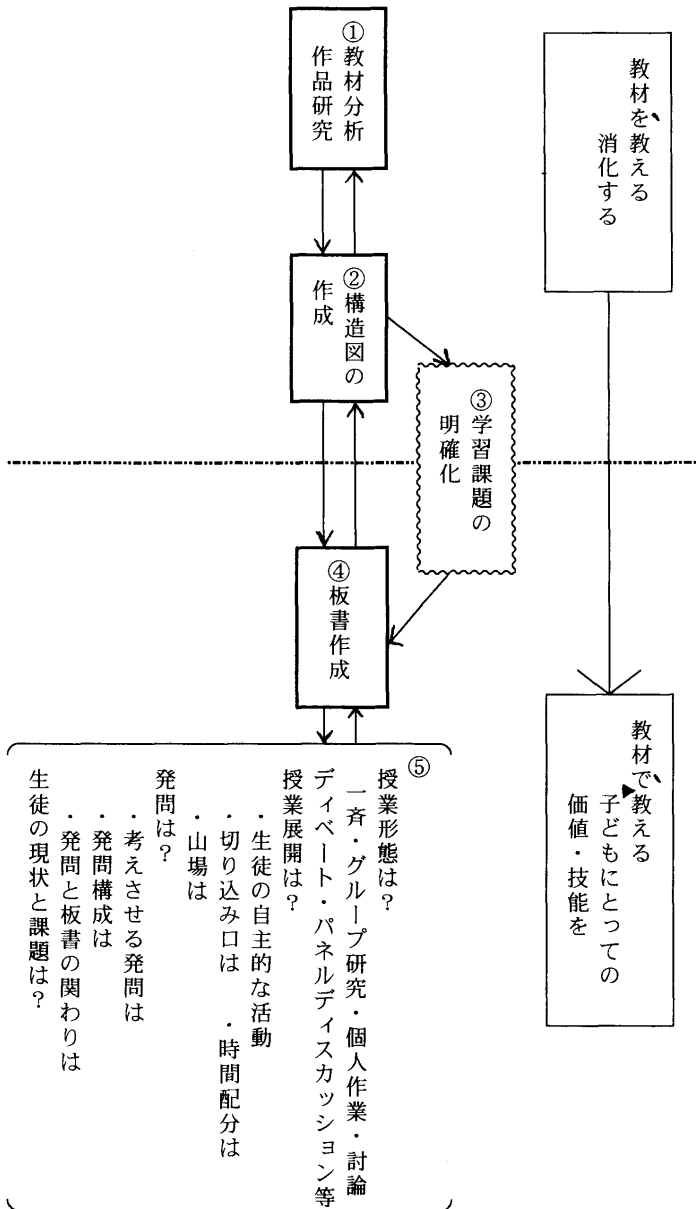 教材を教える
消化する
教材で教える
子どもにとっての
価値・技能を
①教材分析
作品研究
②構造図の
作成
③学習課題の
明確化
④板書作成
⑤
授業形態は？
一斉・グループ研究・個人作業・討論
ディベート・パネルディスカッション等
授業展開は？
・生徒の自主的な活動
・切り込み口は　・時間配分は
・山場は
発問は？
・考えさせる発問は
・発問構成は
・発問と板書の関わりは
生徒の現状と課題は？